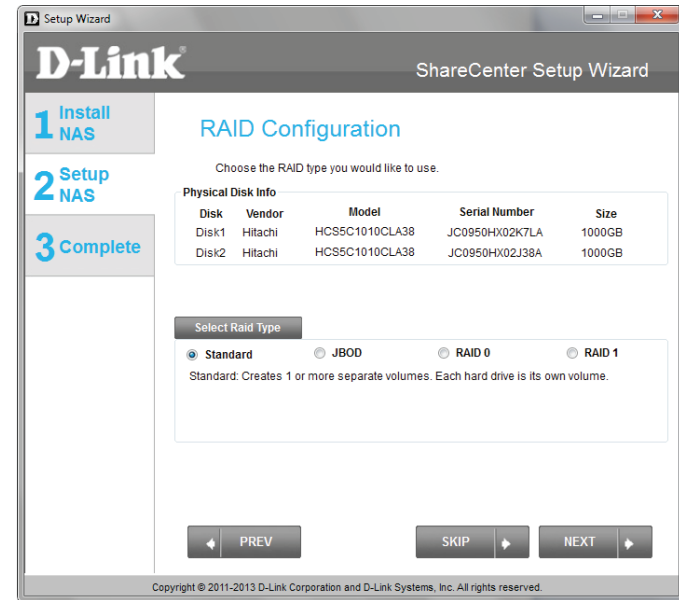 Setup Wizard
D-Link®
ShareCenter Setup Wizard
1 Install NAS
2 Setup NAS
3 Complete
RAID Configuration
Choose the RAID type you would like to use.
Physical Disk Info
Disk Vendor Model Serial Number Size
Disk1 Hitachi HCS5C1010CLA38 JC0950HX02K7LA 1000GB
Disk2 Hitachi HCS5C1010CLA38 JC0950HX02J38A 1000GB
Select Raid Type
Standard JBOD RAID 0 RAID 1
Standard: Creates 1 or more separate volumes. Each hard drive is its own volume.
PREV SKIP NEXT
Copyright © 2011-2013 D-Link Corporation and D-Link Systems, Inc. All rights reserved.